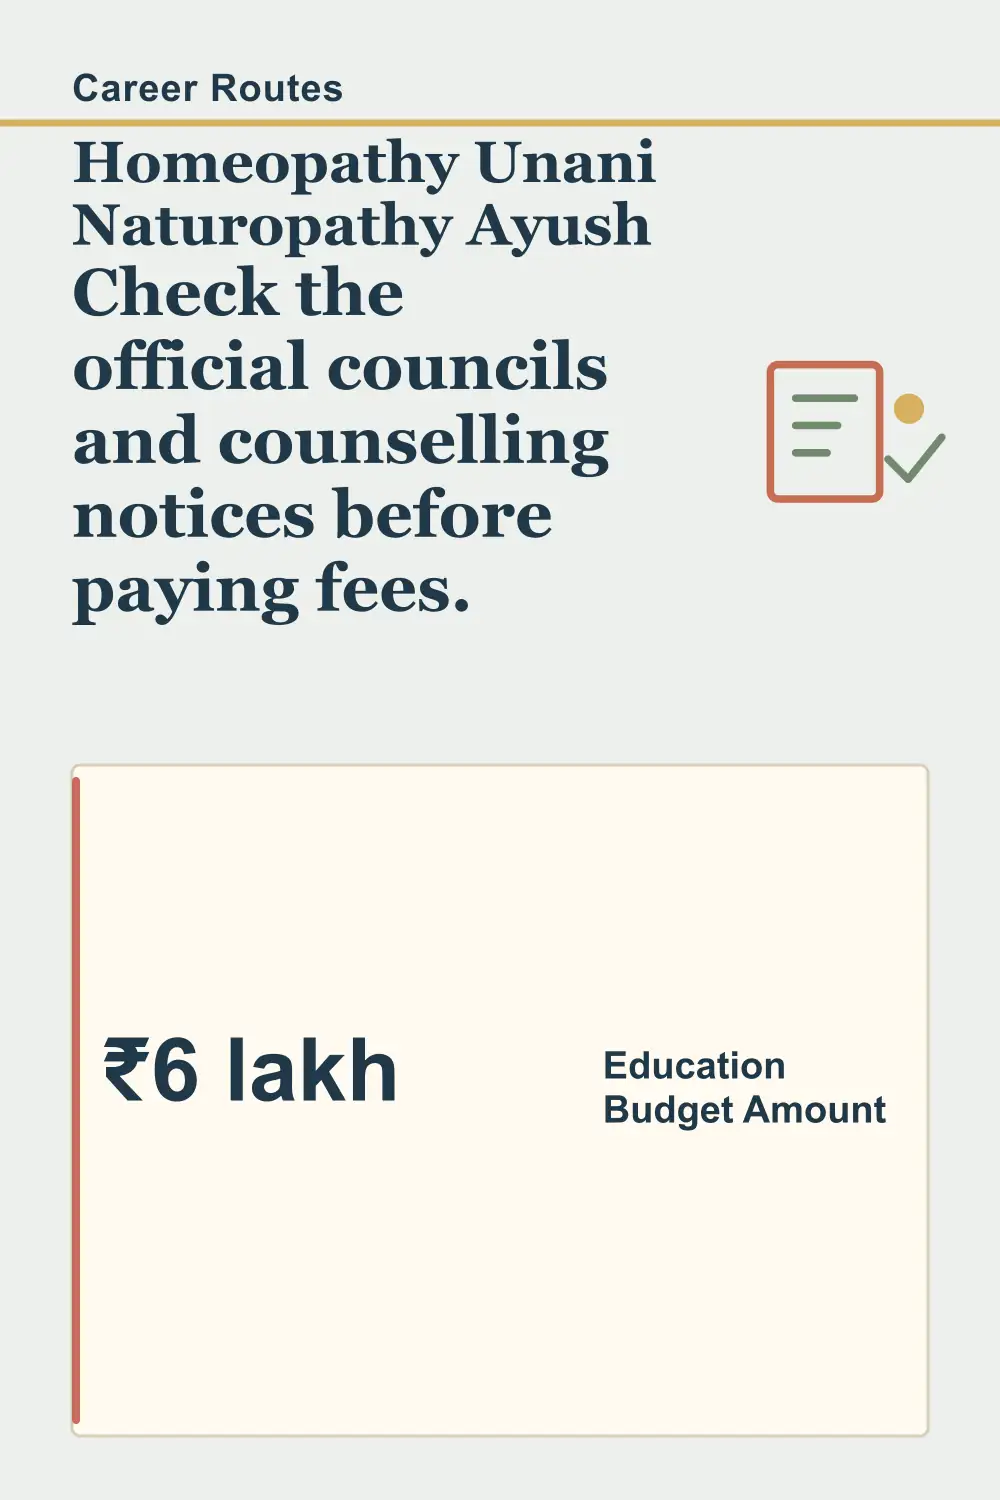 Career Routes
Homeopathy Unani
Naturopathy Ayush
Check the
official councils
and counselling
notices before
paying fees.
₹6 lakh
Education
Budget Amount